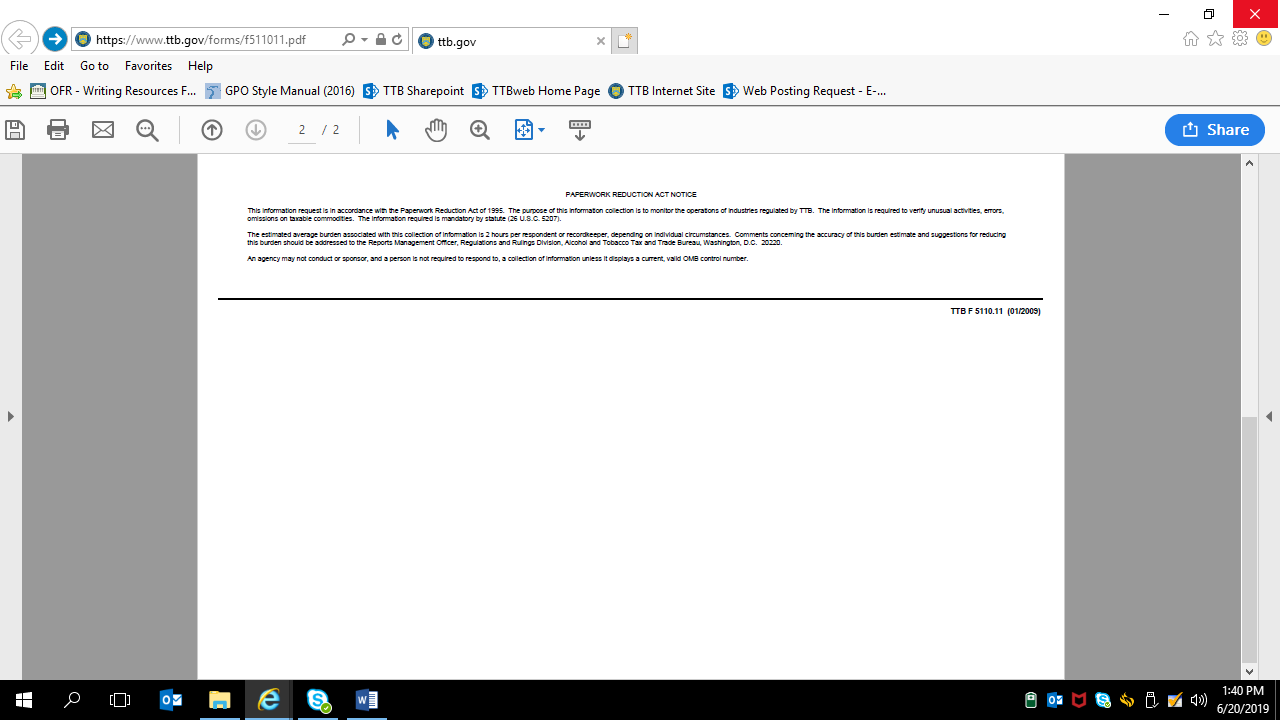 https://www.ttb.gov/forms/f511011.pdf
ttb.gov
File Edit Go to Favorites Help
OFR - Writing Resources F... GPO Style Manual (2016) TTB Sharepoint TTBweb Home Page TTB Internet Site Web Posting Request - E-...
2 / 2
Share
PAPERWORK REDUCTION ACT NOTICE
This information request is in accordance with the Paperwork Reduction Act of 1995. The purpose of this information collection is to monitor the operations of industries regulated by TTB. The information is required to verify unusual activities, errors,
omissions on taxable commodities. The information required is mandatory by statute (26 U.S.C. 5207).
The estimated average burden associated with this collection of information is 2 hours per respondent or recordkeeper, depending on individual circumstances. Comments concerning the accuracy of this burden estimate and suggestions for reducing
this burden should be addressed to the Reports Management Officer, Regulations and Rulings Division, Alcohol and Tobacco Tax and Trade Bureau, Washington, D.C. 20220.
An agency may not conduct or sponsor, and a person is not required to respond to, a collection of information unless it displays a current, valid OMB control number.
TTB F 5110.11 (01/2009)
1:40 PM
6/20/2019